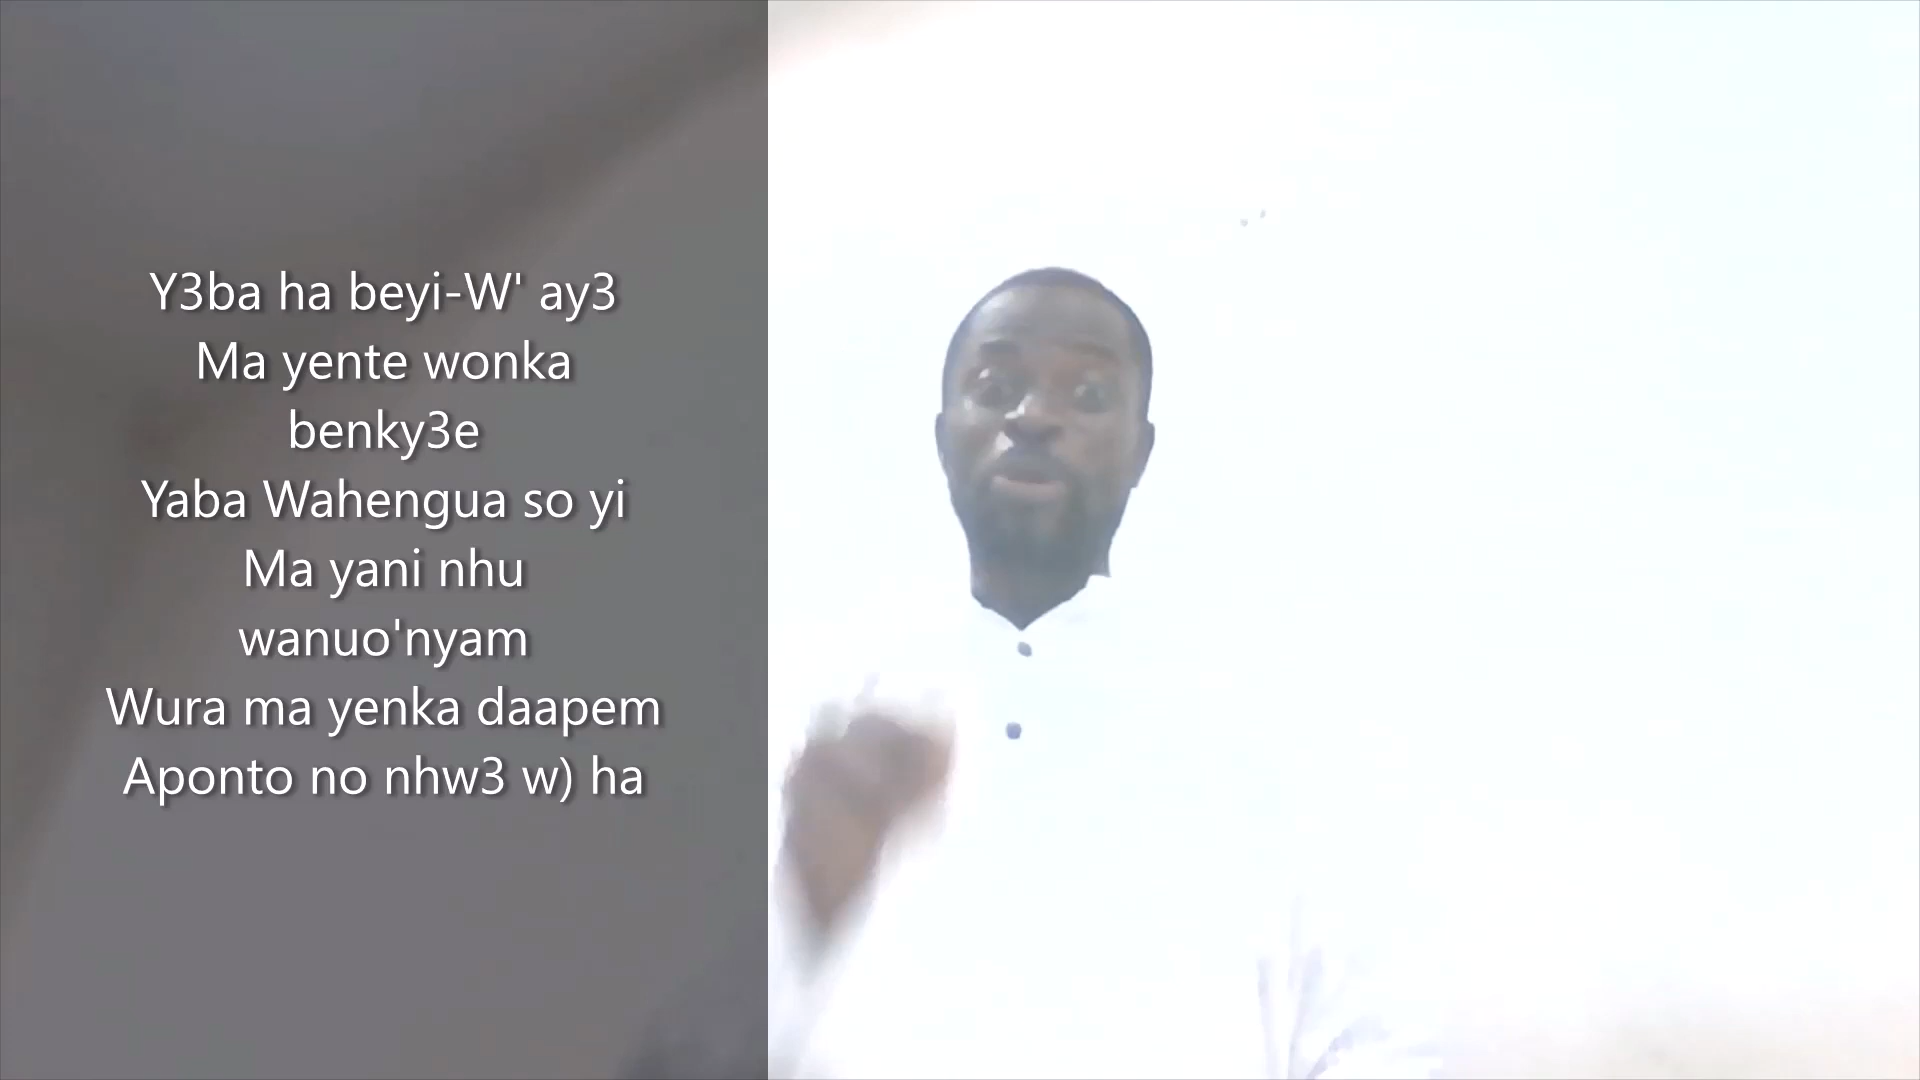 Y3ba ha beyi-W' ay3
Ma yente wonka
benky3e
Yaba Wahengua so yi
Ma yani nhu
wanuo'nyam
Wura ma yenka daapem
Aponto no nhw3 w) ha